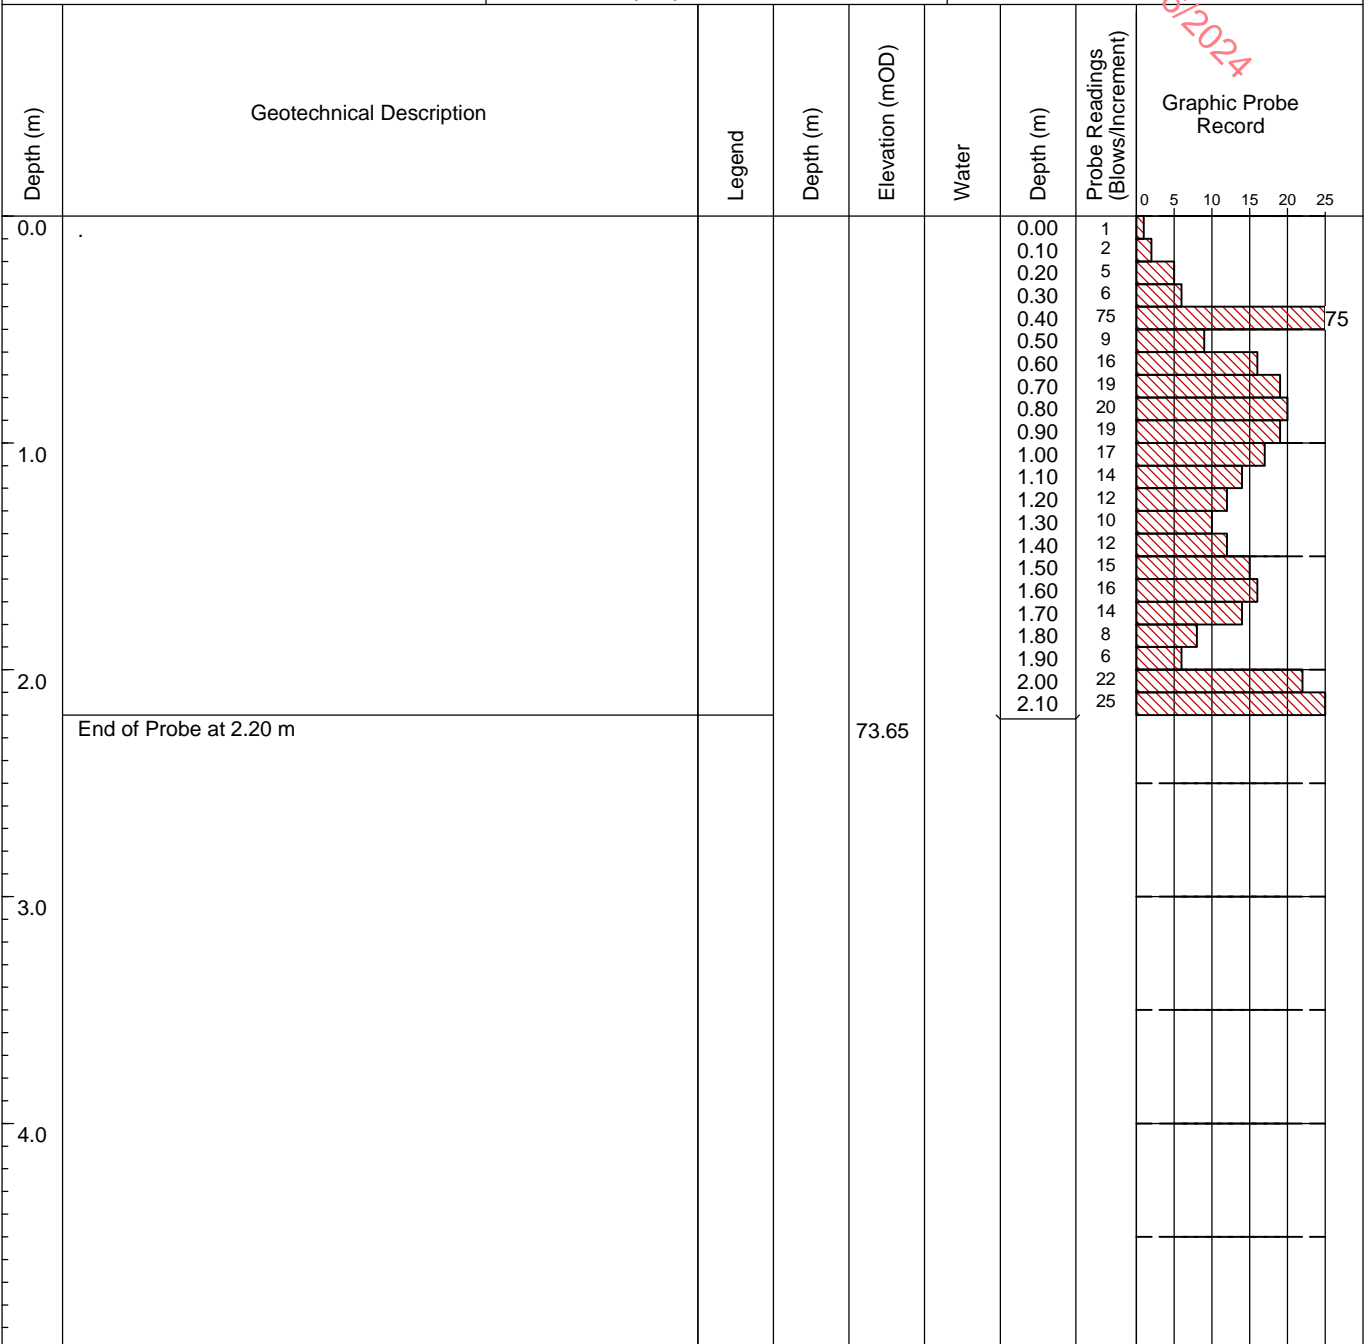 /2024
Depth (m)
Geotechnical Description
Legend
Depth (m)
Elevation (mOD)
Water
Depth (m)
Probe Readings
(Blows/Increment)
Graphic Probe
Record
0 5 10 15 20 25
0.0 . 0.00 1
0.10 2
0.20 5
0.30 6
0.40 75 75
0.50 9
0.60 16
0.70 19
0.80 20
0.90 19
1.0 1.00 17
1.10 14
1.20 12
1.30 10
1.40 12
1.50 15
1.60 16
1.70 14
1.80 8
1.90 6
2.0 2.00 22
2.10 25
End of Probe at 2.20 m 73.65
3.0
4.0